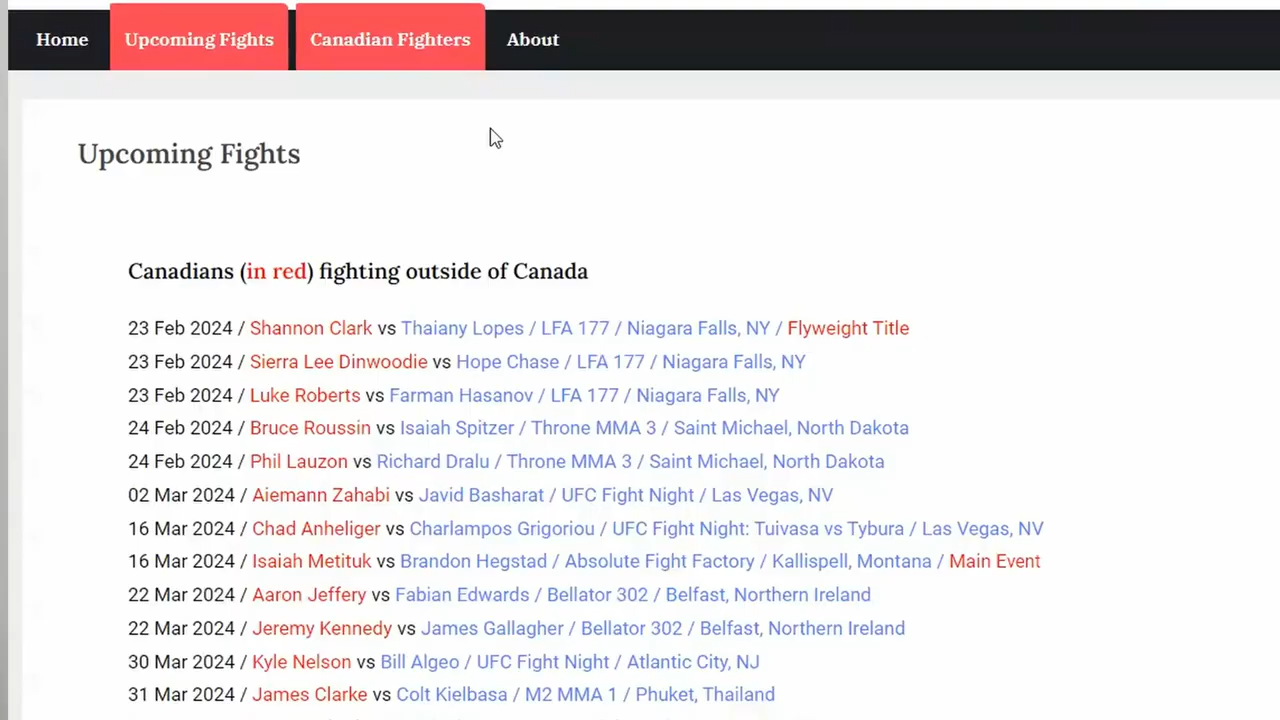 Home Upcoming Fights Canadian Fighters About
Upcoming Fights
Canadians (in red) fighting outside of Canada
23 Feb 2024 / Shannon Clark vs Thaiany Lopes / LFA 177 / Niagara Falls, NY / Flyweight Title
23 Feb 2024 / Sierra Lee Dinwoodie vs Hope Chase / LFA 177 / Niagara Falls, NY
23 Feb 2024 / Luke Roberts vs Farman Hasanov / LFA 177 / Niagara Falls, NY
24 Feb 2024 / Bruce Roussin vs Isaiah Spitzer / Throne MMA 3 / Saint Michael, North Dakota
24 Feb 2024 / Phil Lauzon vs Richard Dralu / Throne MMA 3 / Saint Michael, North Dakota
02 Mar 2024 / Aiemann Zahabi vs Javid Basharat / UFC Fight Night / Las Vegas, NV
16 Mar 2024 / Chad Anheliger vs Charlampos Grigoriou / UFC Fight Night: Tuivasa vs Tybura / Las Vegas, NV
16 Mar 2024 / Isaiah Metituk vs Brandon Hegstad / Absolute Fight Factory / Kallispell, Montana / Main Event
22 Mar 2024 / Aaron Jeffery vs Fabian Edwards / Bellator 302 / Belfast, Northern Ireland
22 Mar 2024 / Jeremy Kennedy vs James Gallagher / Bellator 302 / Belfast, Northern Ireland
30 Mar 2024 / Kyle Nelson vs Bill Algeo / UFC Fight Night / Atlantic City, NJ
31 Mar 2024 / James Clarke vs Colt Kielbasa / M2 MMA 1 / Phuket, Thailand